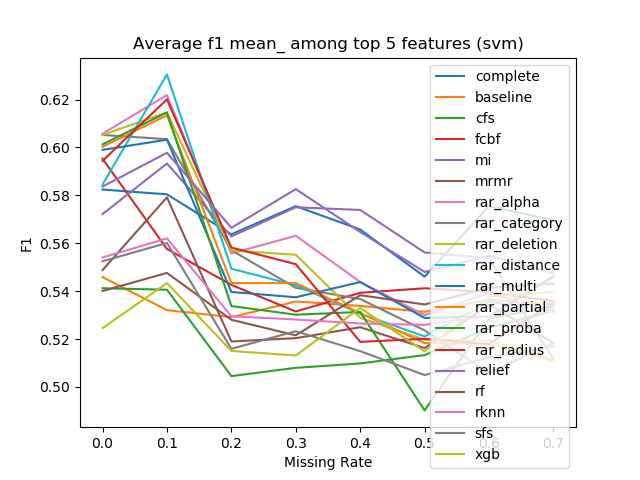 Average f1 mean_ among top 5 features (svm)
F1
0.62
0.60
0.58
0.56
0.54
0.52
0.50
0.0 0.1 0.2 0.3 0.4 0.5 0.6 0.7
Missing Rate
complete
baseline
cfs
fcbf
mi
mrmr
rar_alpha
rar_category
rar_deletion
rar_distance
rar_multi
rar_partial
rar_proba
rar_radius
relief
rf
rknn
sfs
xgb